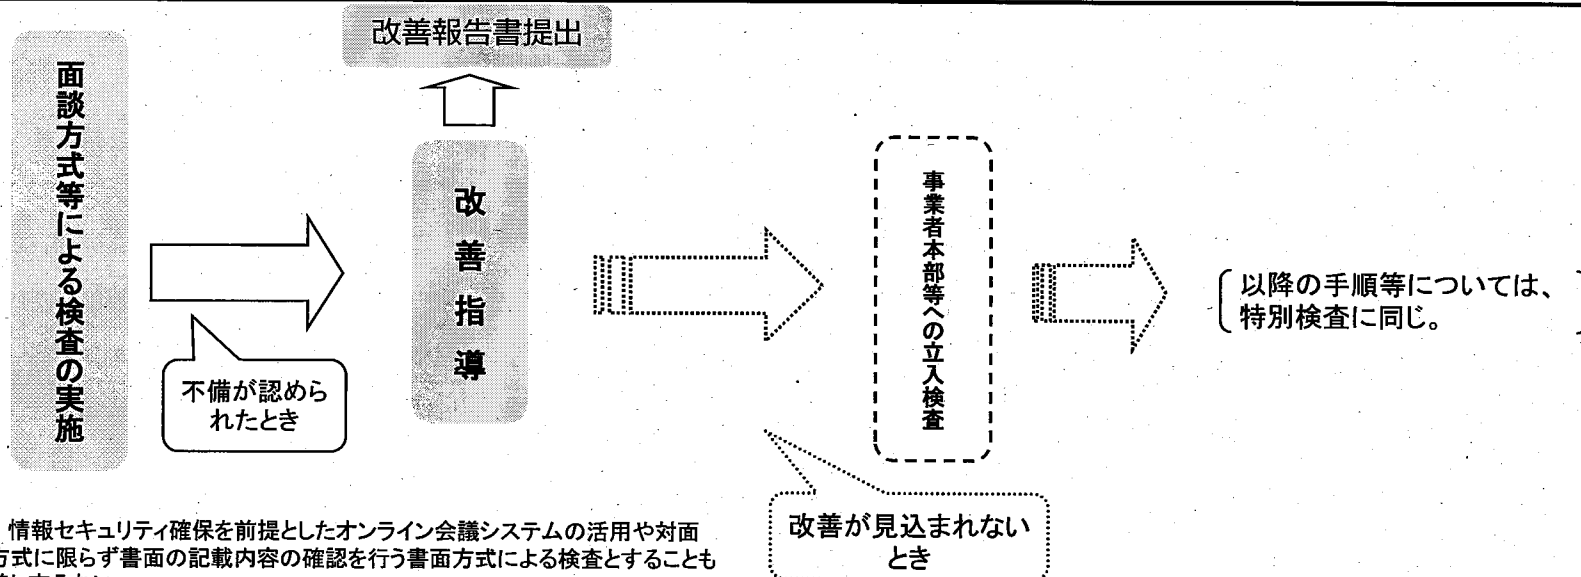 改善報告書提出
面談方式等による検査の実施
改善指導
事業者本部等への立入検査
以降の手順等については、
特別検査に同じ。
不備が認めら
れたとき
改善が見込まれない
とき
情報セキュリティ確保を前提としたオンライン会議システムの活用や対面
方式に限らず書面の記載内容の確認を行う書面方式による検査とすることも